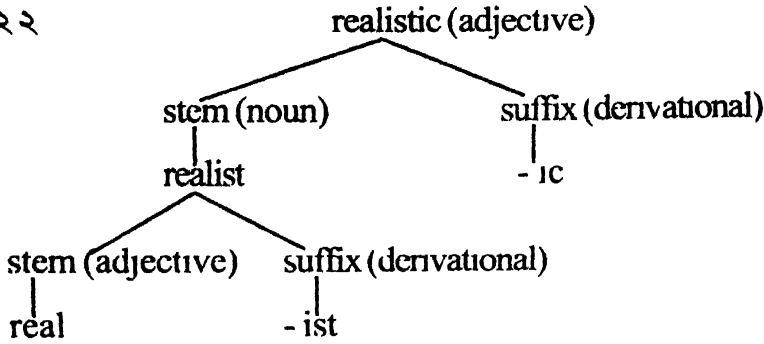 २२ realistic (adjective)
stem (noun) suffix (derivational)
realist - ic
stem (adjective) suffix (derivational)
real - ist